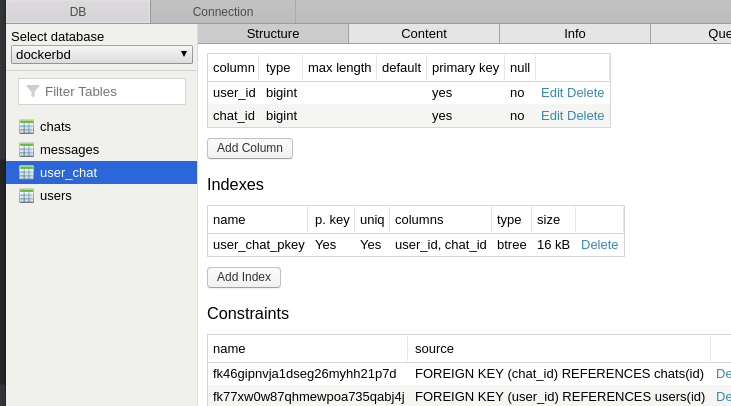 DB Connection
Select database
dockerbd
Filter Tables
chats
messages
user_chat
users
Structure Content Info Que
column type max length default primary key null
user_id bigint yes no Edit Delete
chat_id bigint yes no Edit Delete
Add Column
Indexes
name p. key uniq columns type size
user_chat_pkey Yes Yes user_id, chat_id btree 16 kB Delete
Add Index
Constraints
name source
fk46gipnvja1dseg26myhh21p7d FOREIGN KEY (chat_id) REFERENCES chats(id) De
fk77xw0w87qhmewpoa735qabj4j FOREIGN KEY (user_id) REFERENCES users(id) De